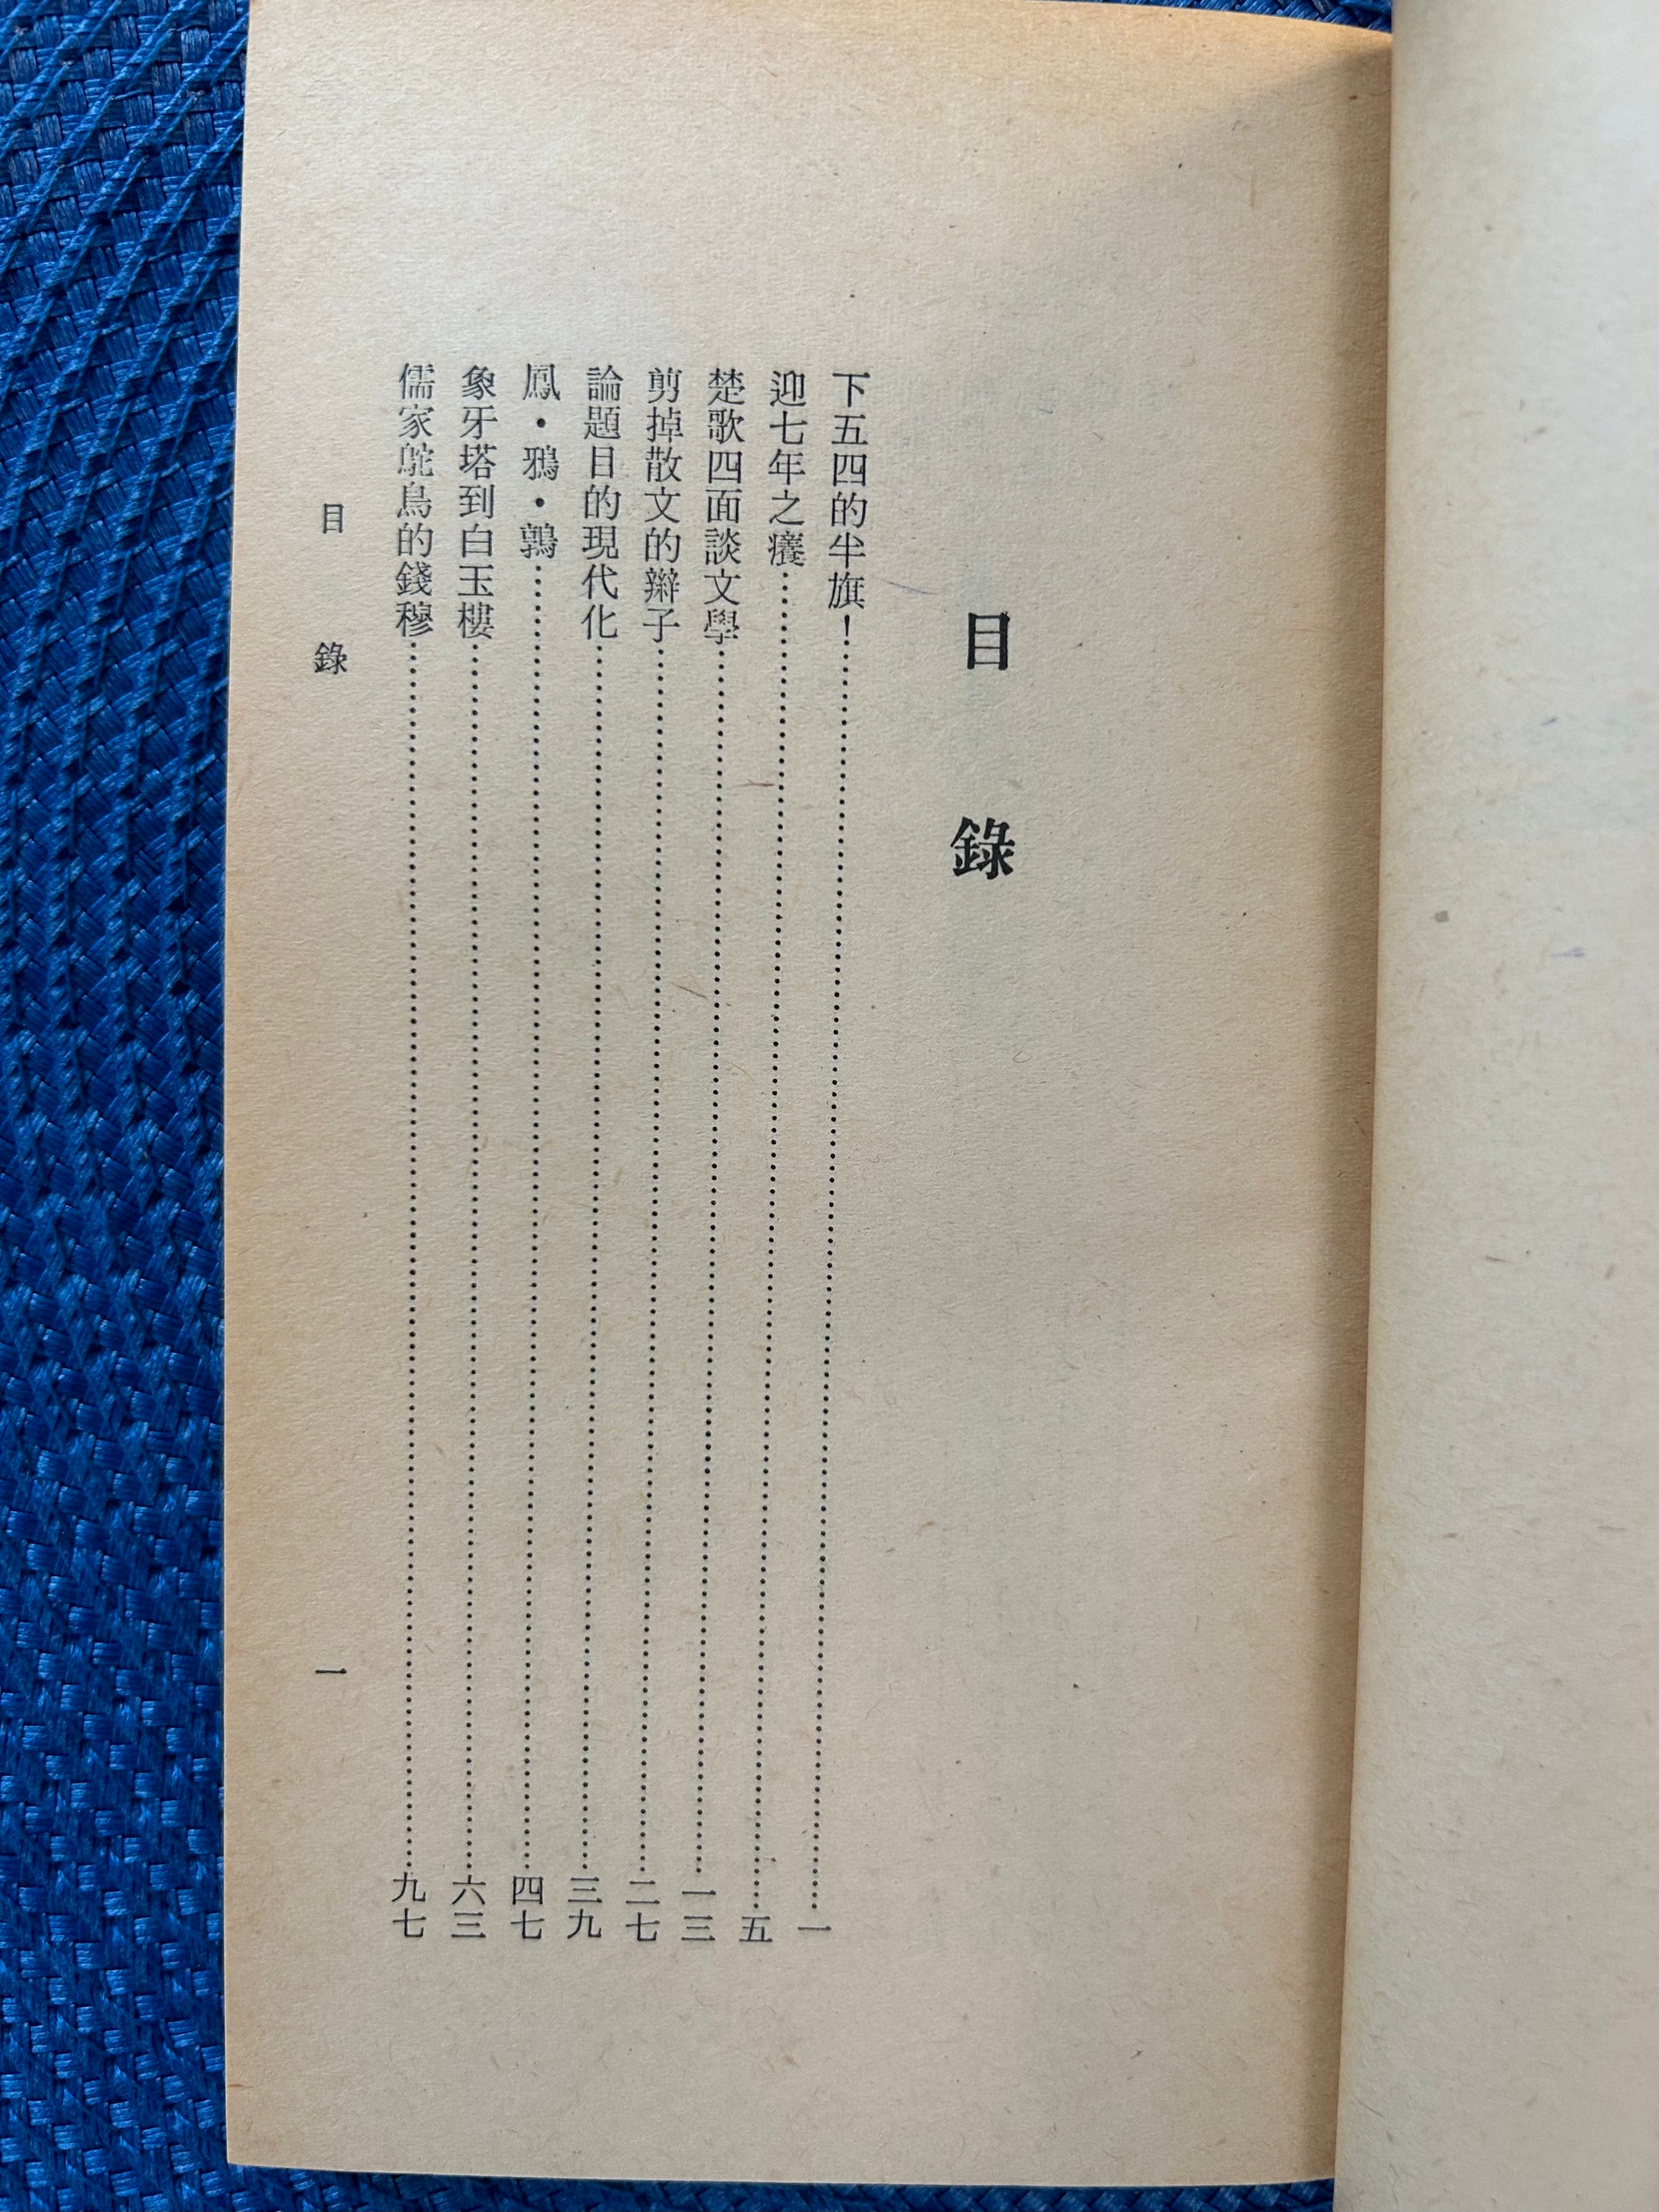 目錄
下五四的半旗！……一
迎七年之癢……五
楚歌四面談文學……一三
剪掉散文的辮子……二七
論題目的現代化……三九
鳳・鴉・鶉……四七
象牙塔到白玉樓……六三
儒家鴕鳥的錢穆……九七
目錄 一